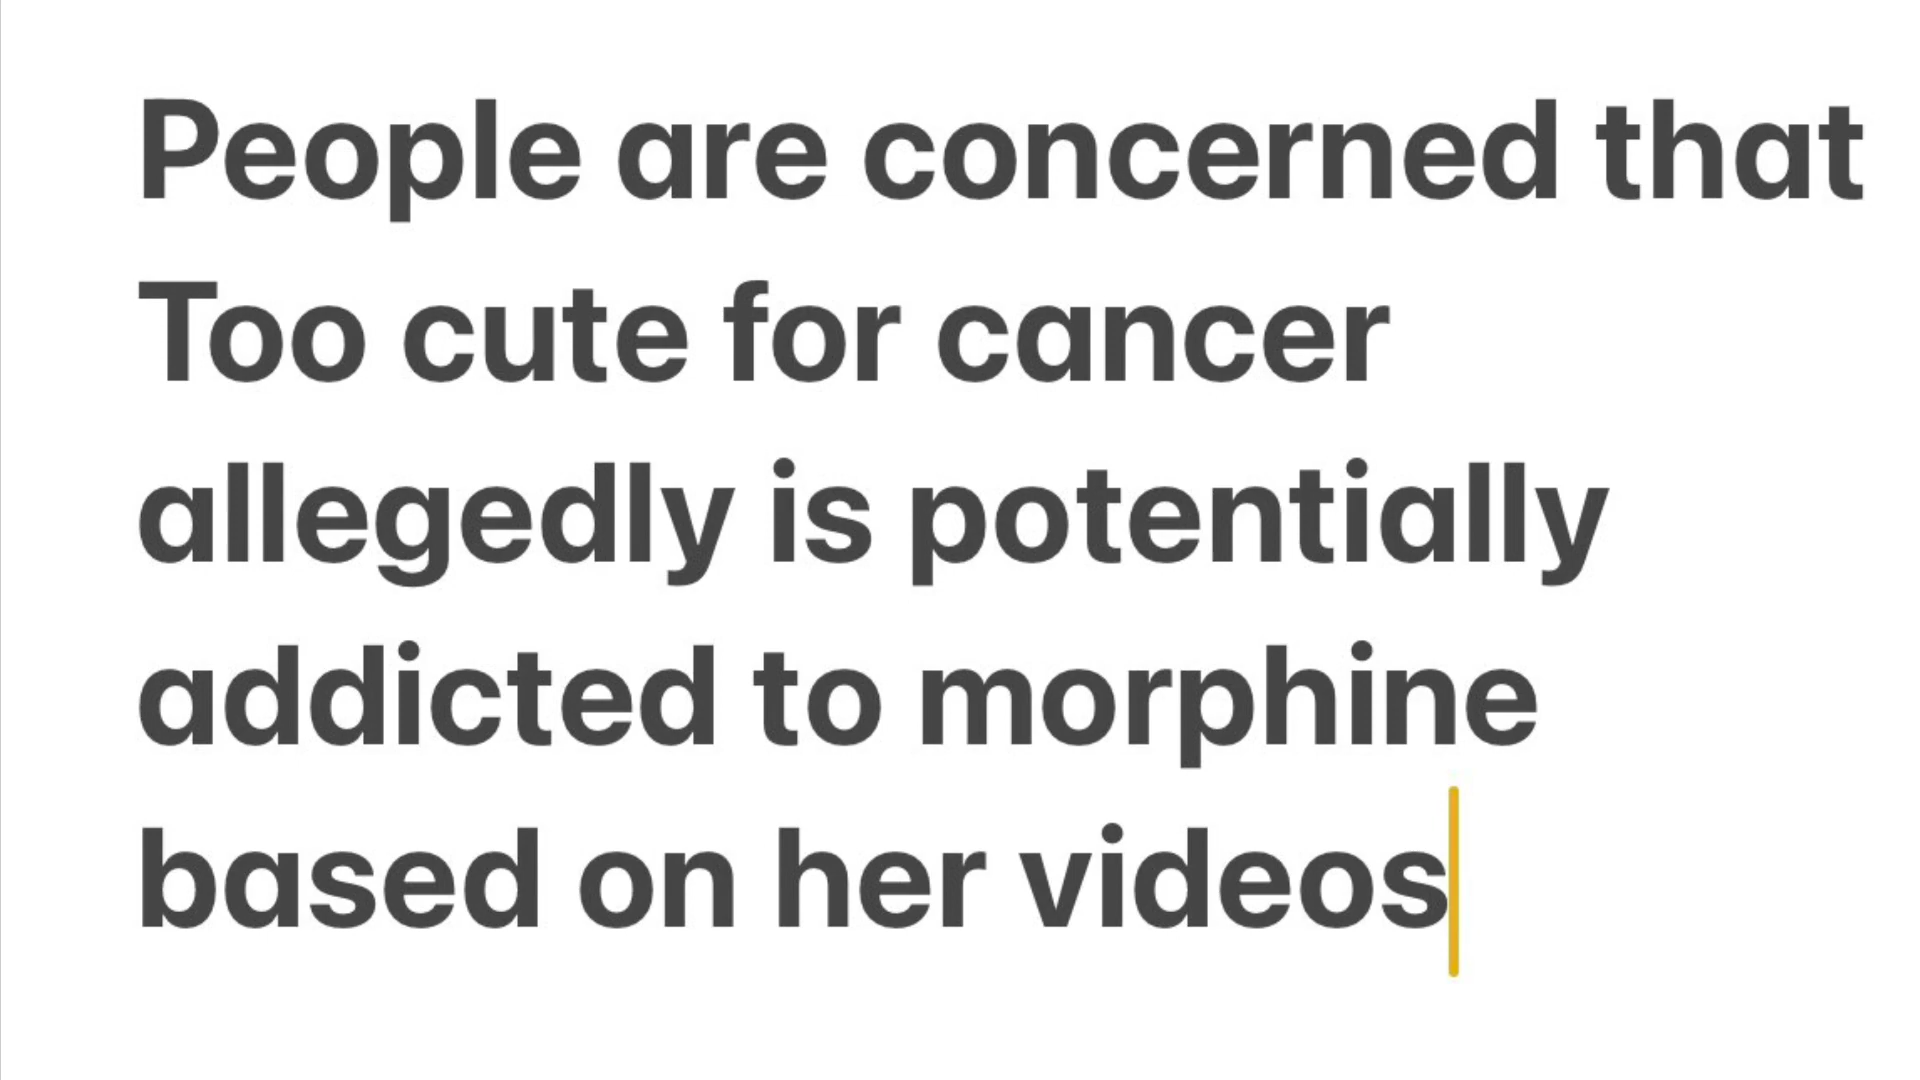 People are concerned that
Too cute for cancer
allegedly is potentially
addicted to morphine
based on her videos